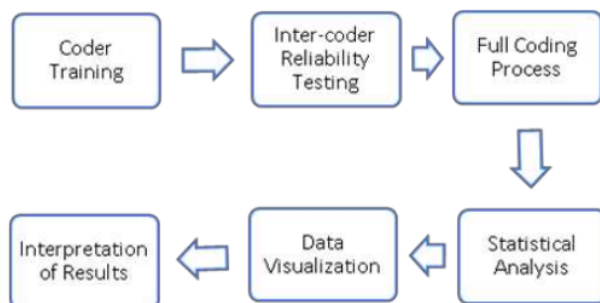 Coder
Training
Inter-coder
Reliability
Testing
Full Coding
Process
Statistical
Analysis
Data
Visualization
Interpretation
of Results